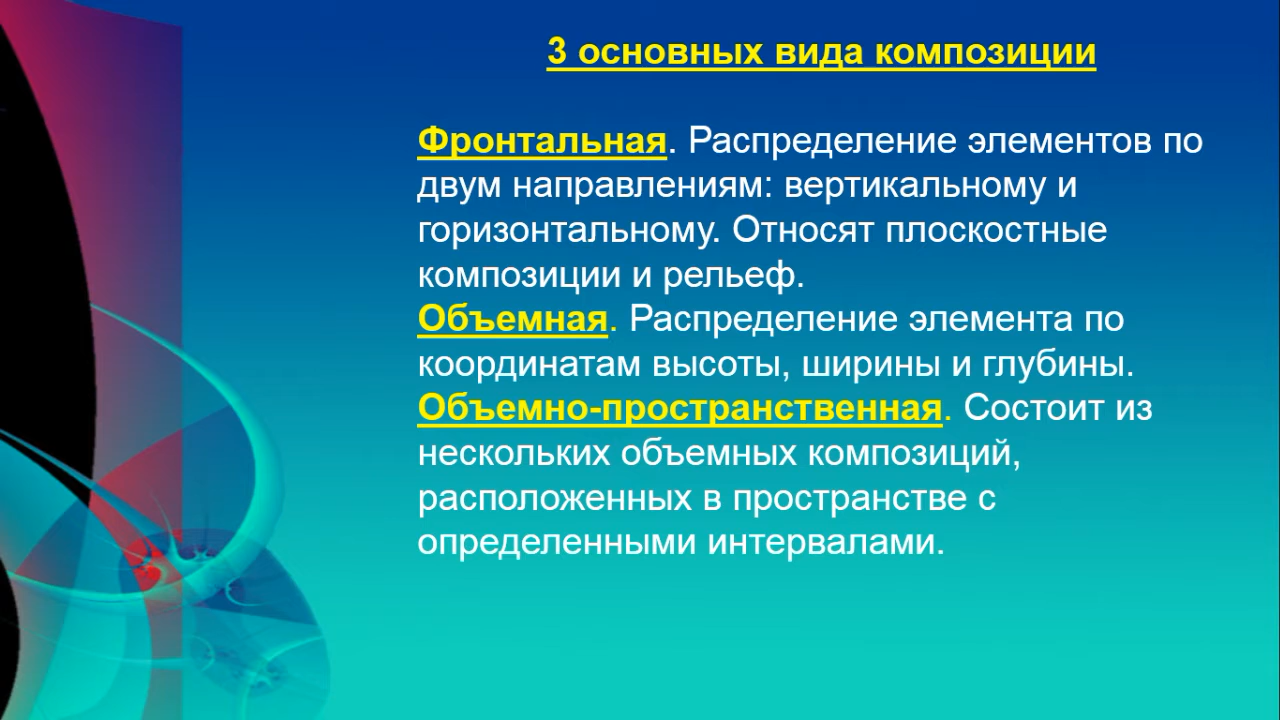 3 основных вида композиции
Фронтальная. Распределение элементов по
двум направлениям: вертикальному и
горизонтальному. Относят плоскостные
композиции и рельеф.
Объемная. Распределение элемента по
координатам высоты, ширины и глубины.
Объемно-пространственная. Состоит из
нескольких объемных композиций,
расположенных в пространстве с
определенными интервалами.